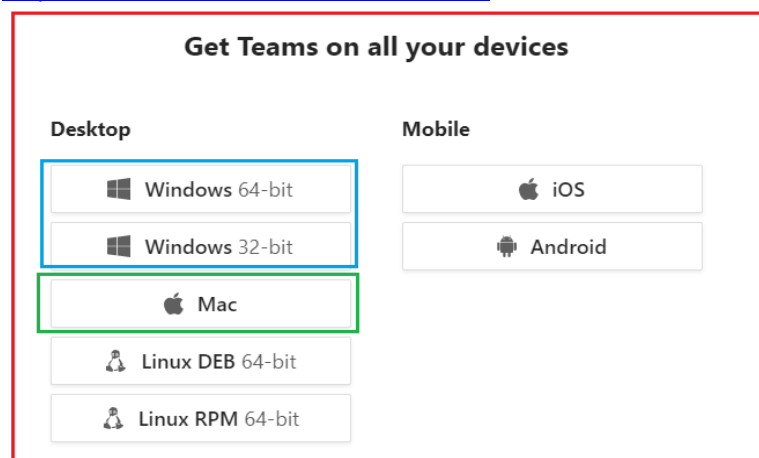 Get Teams on all your devices
Desktop
Windows 64-bit
Windows 32-bit
Mac
Linux DEB 64-bit
Linux RPM 64-bit
Mobile
iOS
Android